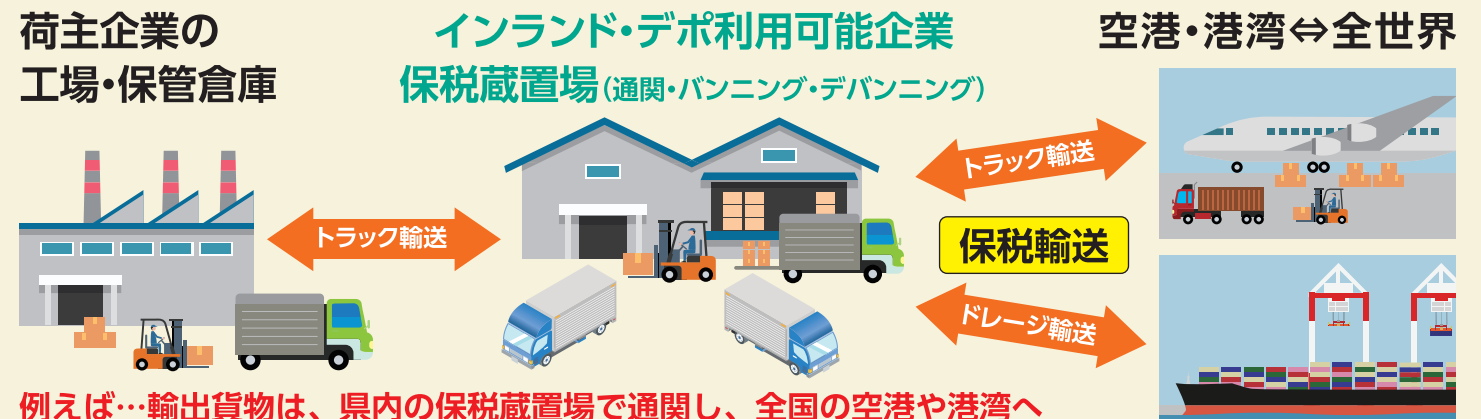 荷主企業の
工場・保管倉庫
インランド・デポ利用可能企業
保税蔵置場(通関・バンニング・デバンニング)
空港・港湾⇔全世界
トラック輸送
トラック輸送
保税輸送
ドレージ輸送
例えば…輸出貨物は、県内の保税蔵置場で通関し、全国の空港や港湾へ